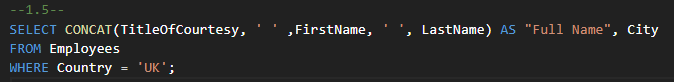 --1.5--
SELECT CONCAT(TitleOfCourtesy, ' ' ,FirstName, ' ', LastName) AS "Full Name", City
FROM Employees
WHERE Country = 'UK';